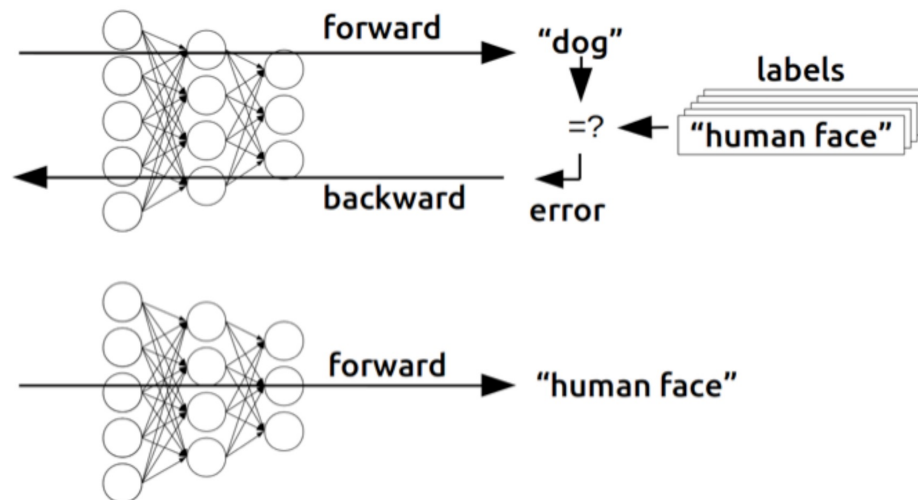 forward
“dog”
labels
=?
“human face”
backward
error
forward
“human face”